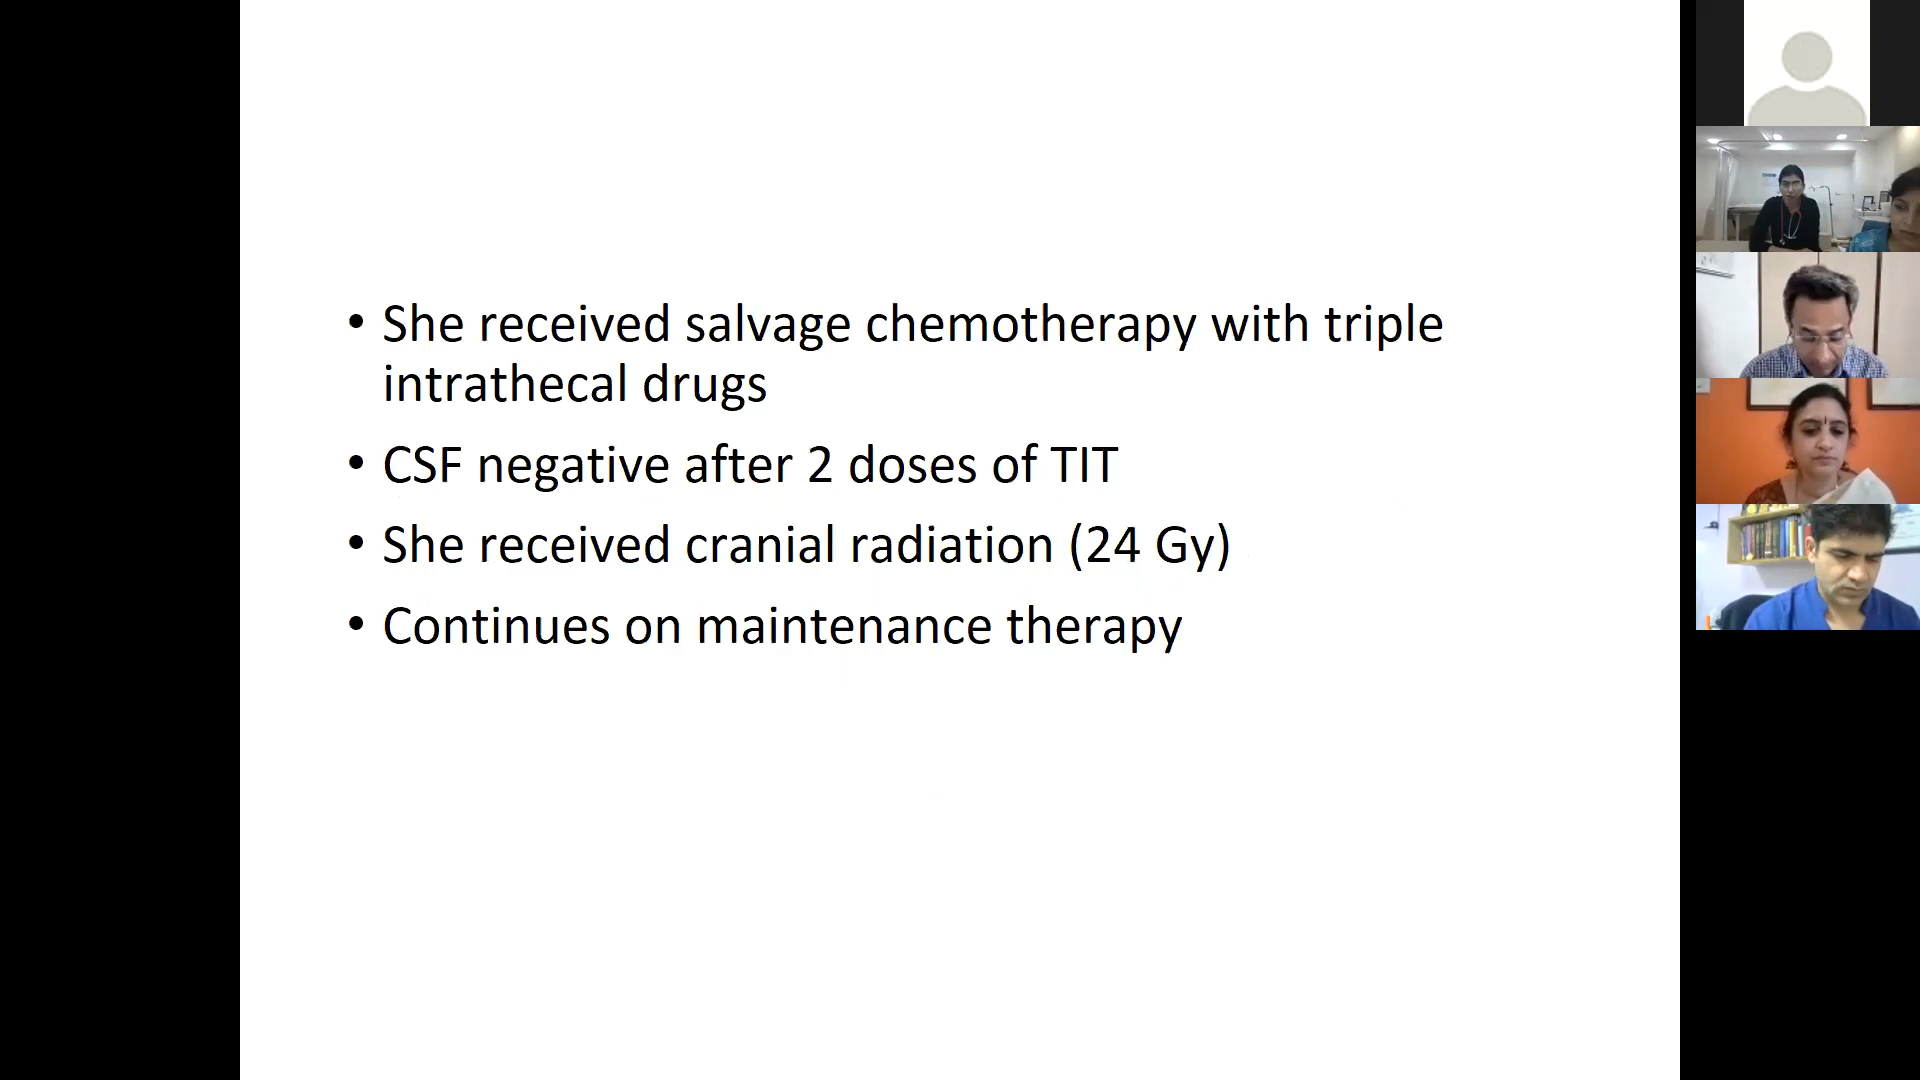 • She received salvage chemotherapy with triple
intrathecal drugs
• CSF negative after 2 doses of TIT
• She received cranial radiation (24 Gy)
• Continues on maintenance therapy